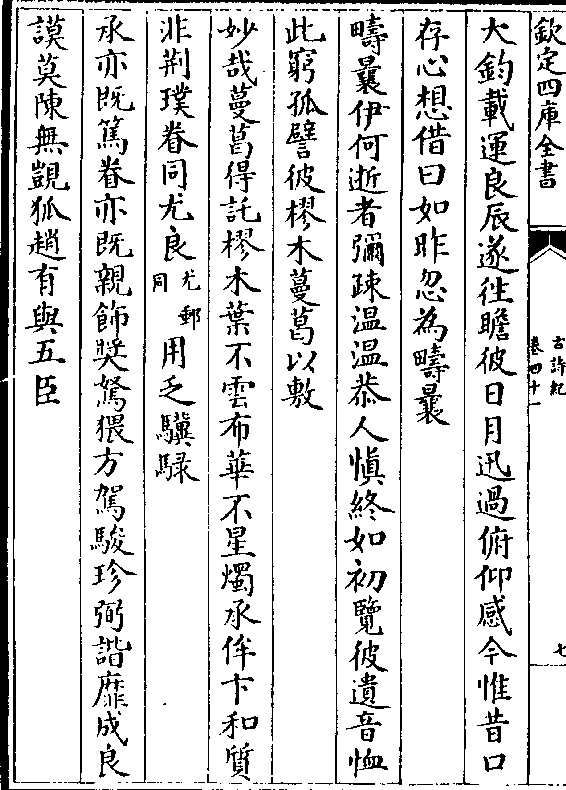 欽定四庫全書
古詩紀
卷四十一
七
大鈞載運良辰遂徃瞻彼日月迅過俯仰感今惟昔口
存心想借曰如昨忽為疇曩
疇曩伊何逝者彌疎温温恭人慎終如初覽彼遺音恤
此窮孤譬彼樛木蔓葛以敷
妙哉蔓葛得託樛木葉不雲布華不星燭承侔卞和質
非荆璞眷同尤良尤郵同用乏驥騄
承亦既篤眷亦既親飾奬駑猥方駕駿珍弼諧靡成良
謨莫陳無覬狐趙有與五臣